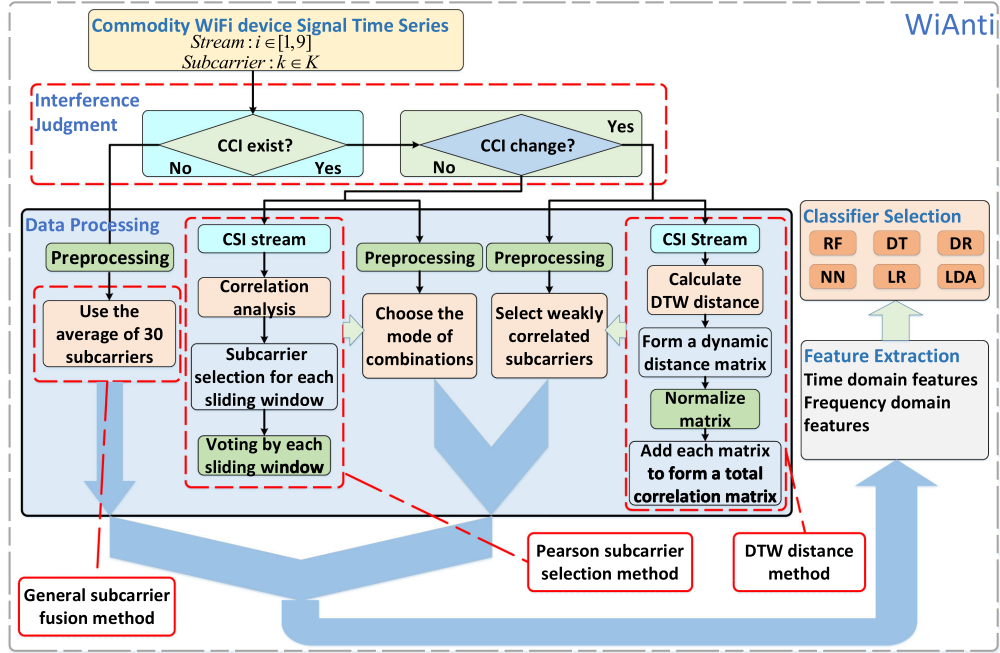 WiAnti
Commodity WiFi device Signal Time Series
Stream : i ∈ [1,9]
Subcarrier : k ∈ K
Interference
Judgment
CCI exist?
No
Yes
CCI change?
Yes
No
Data Processing
Preprocessing
Use the
average of 30
subcarriers
CSI stream
Correlation
analysis
Subcarrier
selection for each
sliding window
Voting by each
sliding window
Preprocessing
Choose the
mode of
combinations
Preprocessing
Select weakly
correlated
subcarriers
CSI Stream
Calculate
DTW distance
Form a dynamic
distance matrix
Normalize
matrix
Add each matrix
to form a total
correlation matrix
Classifier Selection
RF DT DR
NN LR LDA
Feature Extraction
Time domain features
Frequency domain
features
General subcarrier
fusion method
Pearson subcarrier
selection method
DTW distance
method